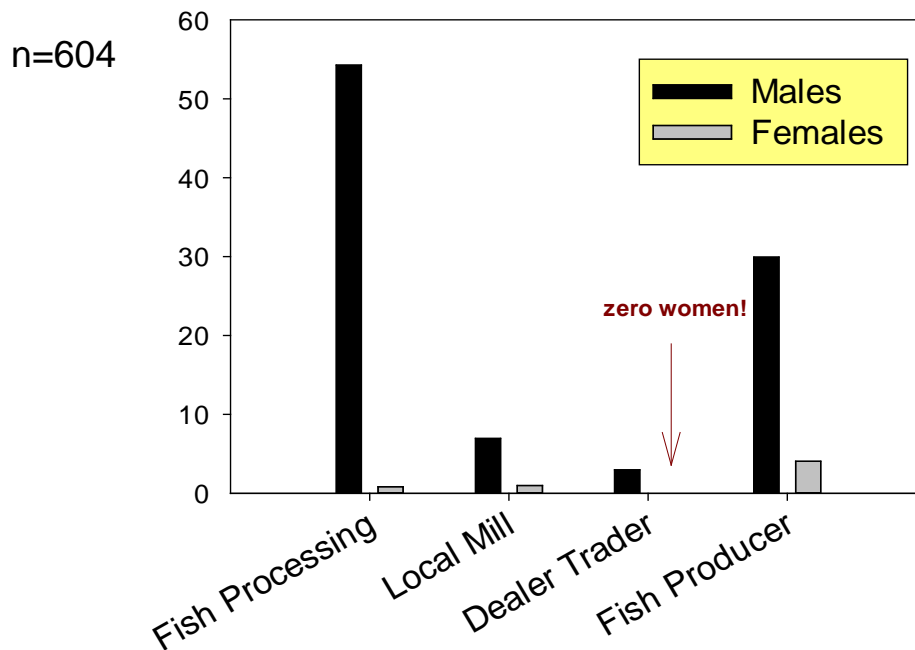 n=604
60
50
40
30
20
10
0
Males
Females
zero women!
Fish Processing
Local Mill
Dealer Trader
Fish Producer